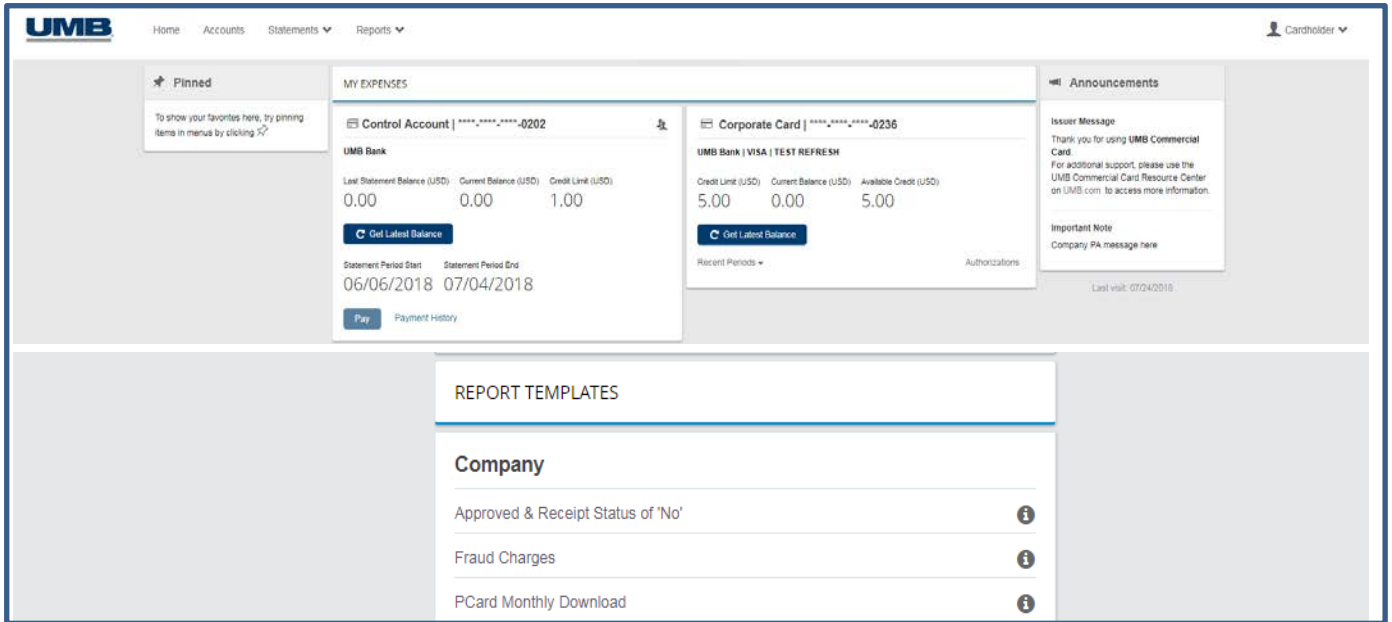 UMB
Home Accounts Statements Reports
Cardholder
Pinned
To show your favorites here, try pinning
items in menus by clicking
MY EXPENSES
Control Account | ****-****-****-0202
UMB Bank
Last Statement Balance (USD) Current Balance (USD) Credit Limit (USD)
0.00 0.00 1.00
Get Latest Balance
Statement Period Start Statement Period End
06/06/2018 07/04/2018
Pay Payment History
Corporate Card | ****-****-****-0236
UMB Bank | VISA | TEST REFRESH
Credit Limit (USD) Current Balance (USD) Available Credit (USD)
5.00 0.00 5.00
Get Latest Balance
Recent Periods Authorizations
Announcements
Issuer Message
Thank you for using UMB Commercial
Card.
For additional support, please use the
UMB Commercial Card Resource Center
on UMB.com to access more information.
Important Note
Company PA message here
Last visit: 07/24/2018
REPORT TEMPLATES
Company
Approved & Receipt Status of 'No'
Fraud Charges
PCard Monthly Download